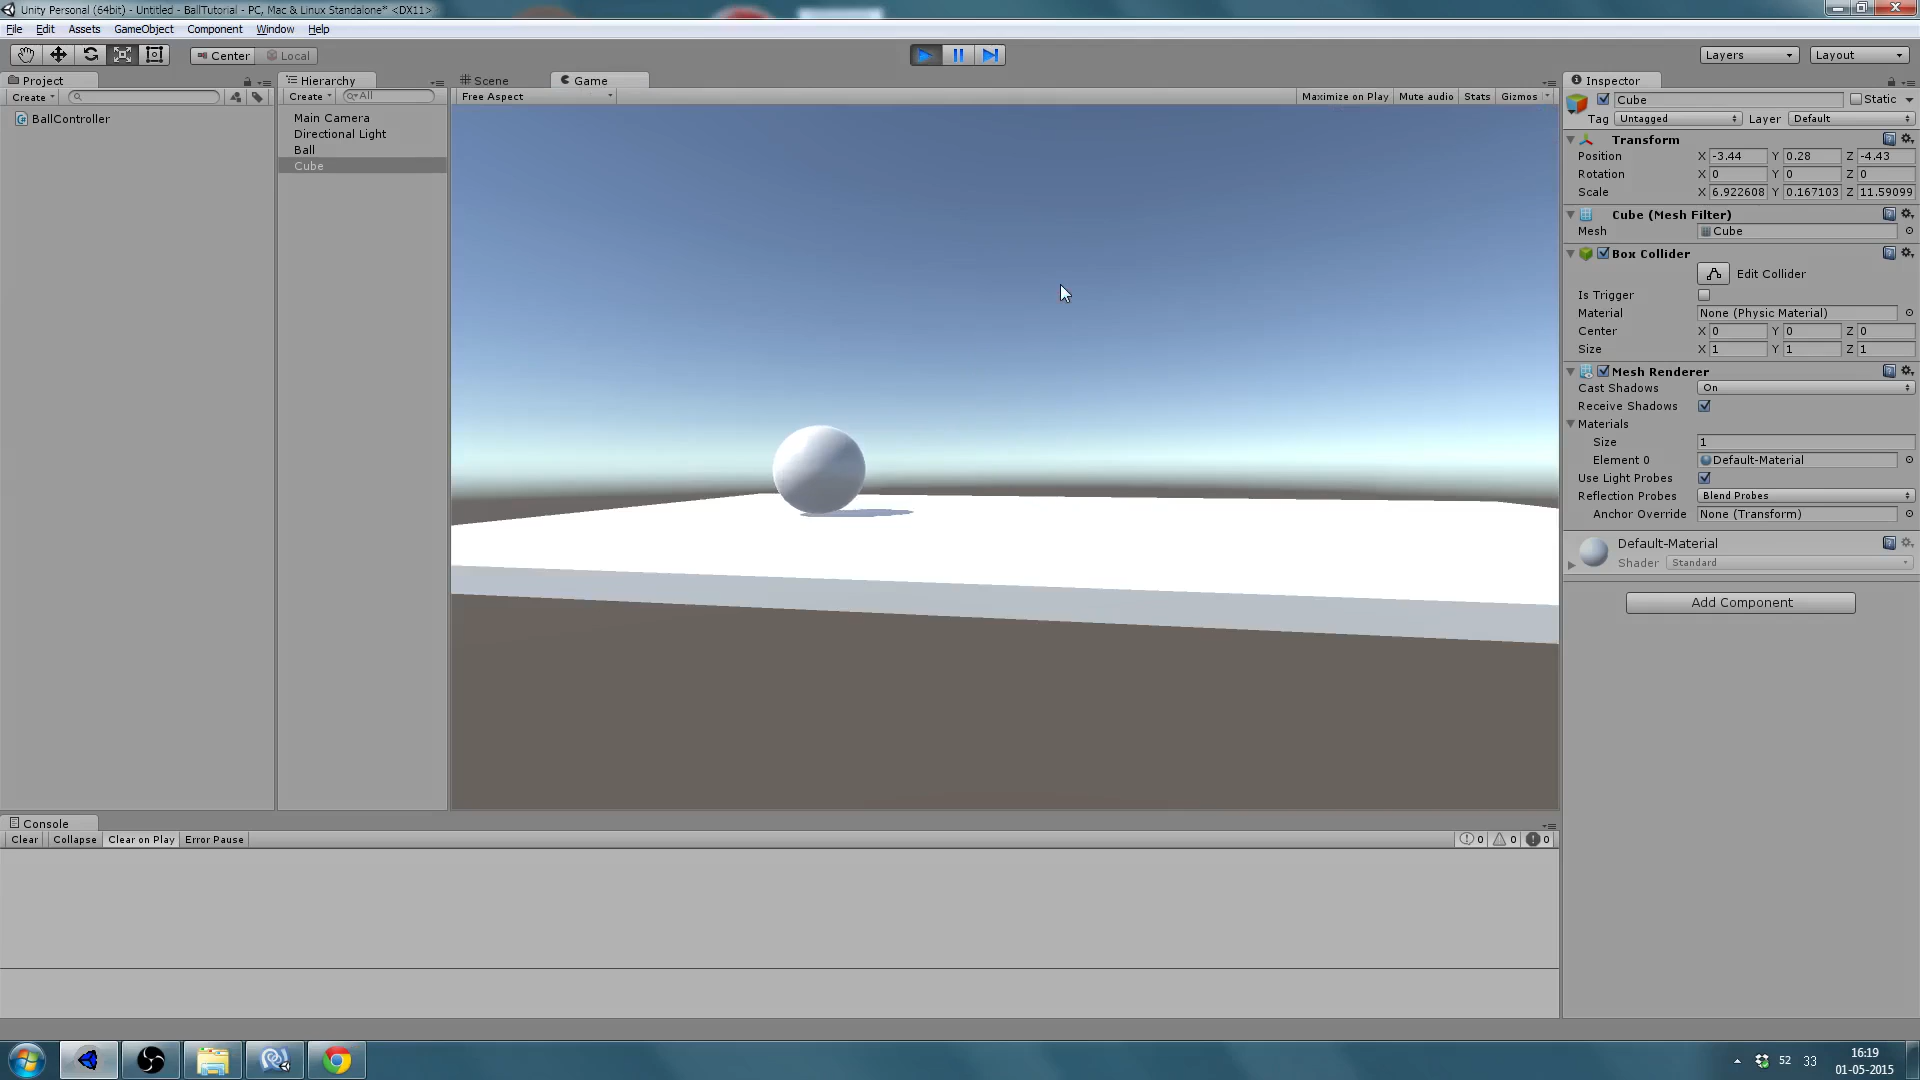 Unity Personal (64bit) - Untitled - BallTutorial - PC, Mac & Linux Standalone* <DX11>
File Edit Assets GameObject Component Window Help
Center Local Layers Layout
Project Hierarchy Scene Game Inspector
Create Create All Free Aspect Maximize on Play Mute audio Stats Gizmos
Cube Static
Tag Untagged Layer Default
BallController
Main Camera
Directional Light
Ball
Cube
Transform
Position X -3.44 Y 0.28 Z -4.43
Rotation X 0 Y 0 Z 0
Scale X 6.922608 Y 0.167103 Z 11.59099
Cube (Mesh Filter)
Mesh Cube
Box Collider
Edit Collider
Is Trigger
Material None (Physic Material)
Center X 0 Y 0 Z 0
Size X 1 Y 1 Z 1
Mesh Renderer
Cast Shadows On
Receive Shadows
Materials
Size 1
Element 0 Default-Material
Use Light Probes
Reflection Probes Blend Probes
Anchor Override None (Transform)
Default-Material
Shader Standard
Add Component
Console
Clear Collapse Clear on Play Error Pause 0 0 0
52 33 16:19
01-05-2015